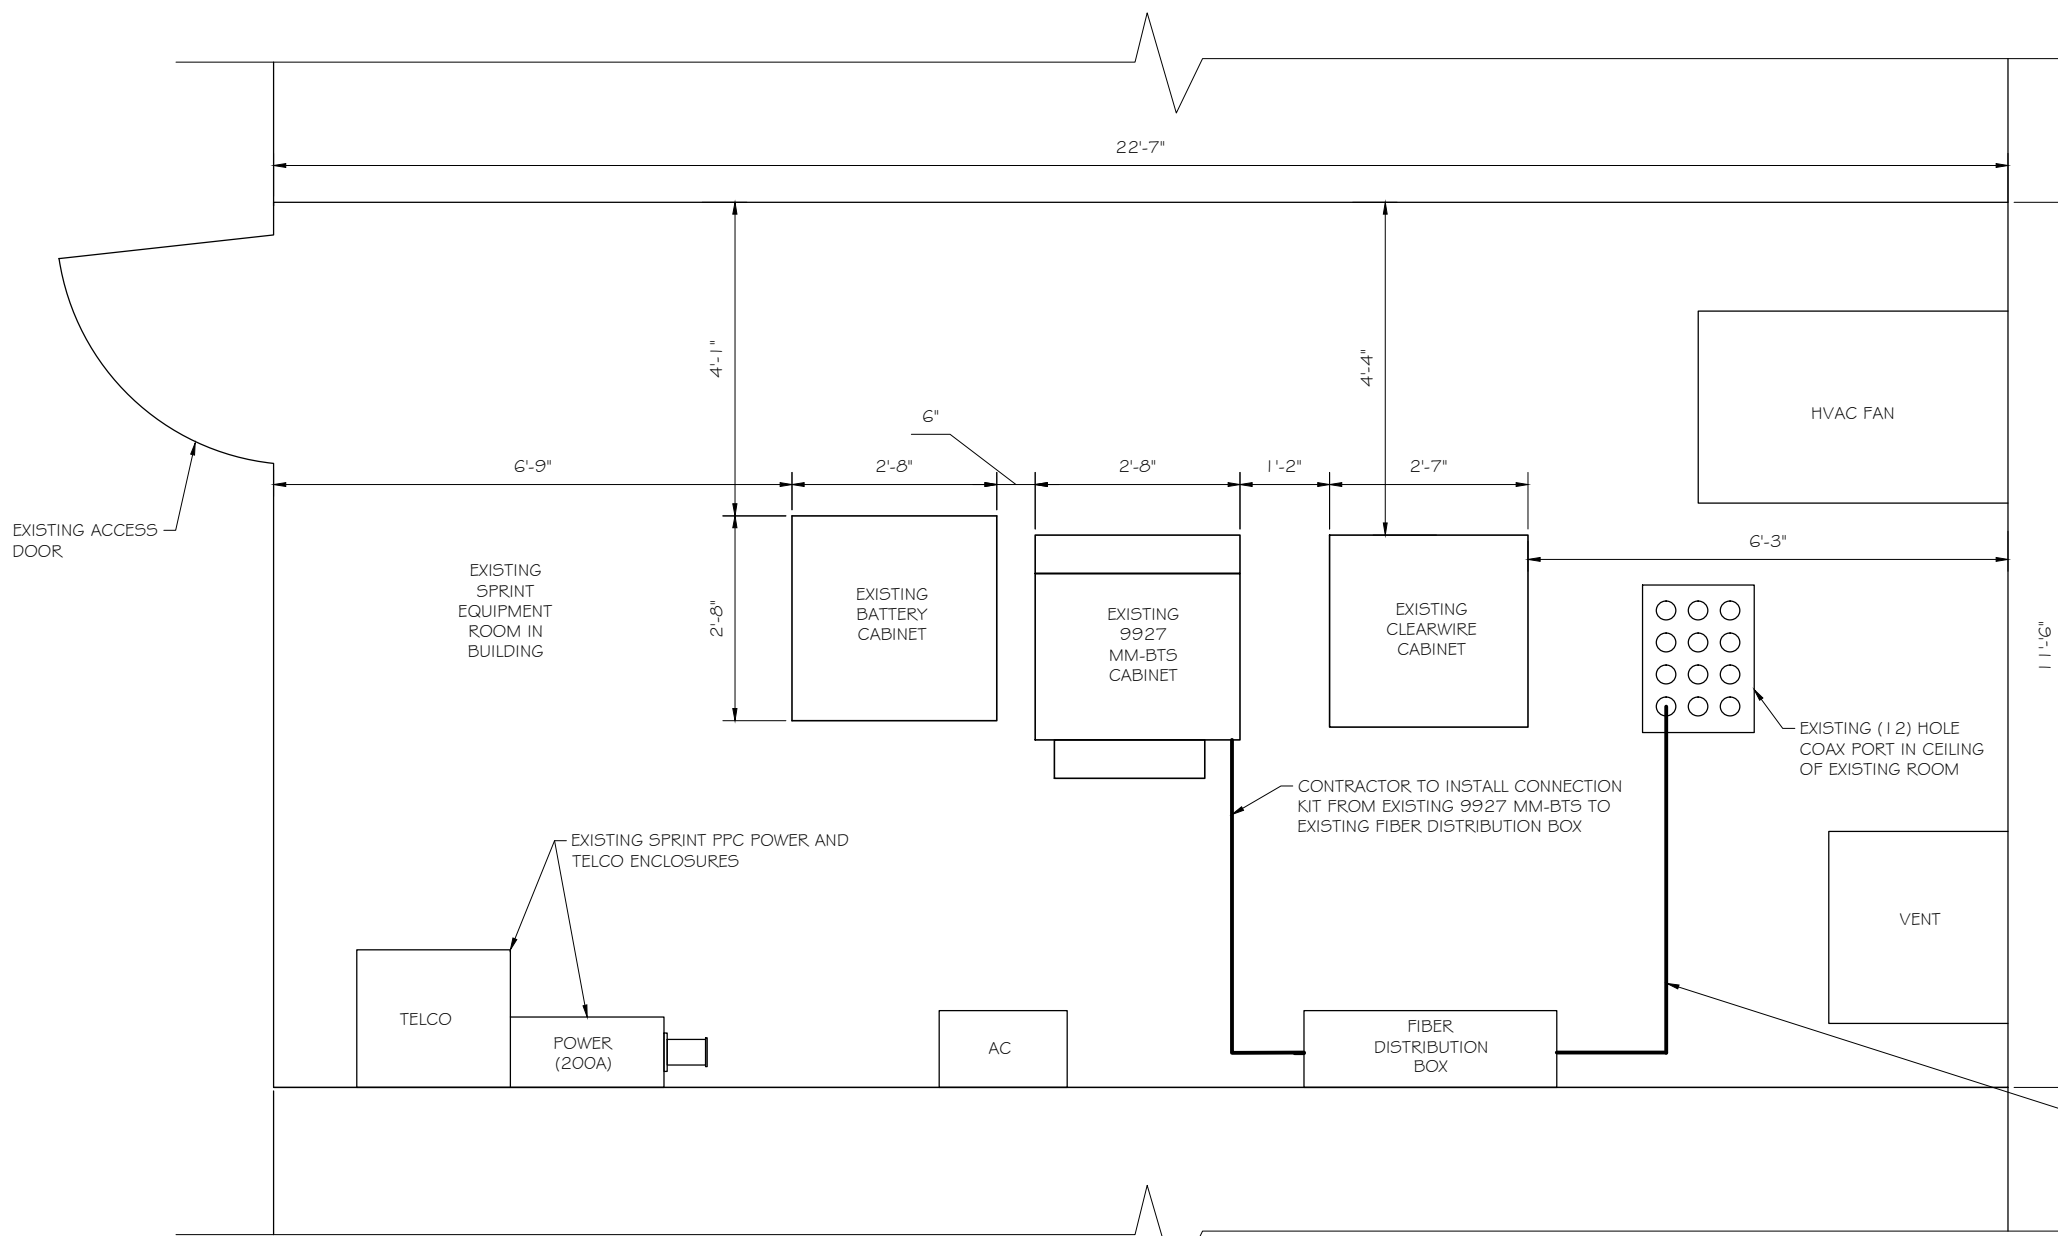 22'-7"
4'-1"
4'-4"
HVAC FAN
6"
6'-9"
2'-8"
2'-8"
1'-2"
2'-7"
EXISTING ACCESS
DOOR
6'-3"
EXISTING
SPRINT
EQUIPMENT
ROOM IN
BUILDING
2'-8"
EXISTING
BATTERY
CABINET
EXISTING
9927
MM-BTS
CABINET
EXISTING
CLEARWIRE
CABINET
11'-6"
EXISTING (12) HOLE
COAX PORT IN CEILING
OF EXISTING ROOM
CONTRACTOR TO INSTALL CONNECTION
KIT FROM EXISTING 9927 MM-BTS TO
EXISTING FIBER DISTRIBUTION BOX
EXISTING SPRINT PPC POWER AND
TELCO ENCLOSURES
VENT
TELCO
POWER
(200A)
AC
FIBER
DISTRIBUTION
BOX